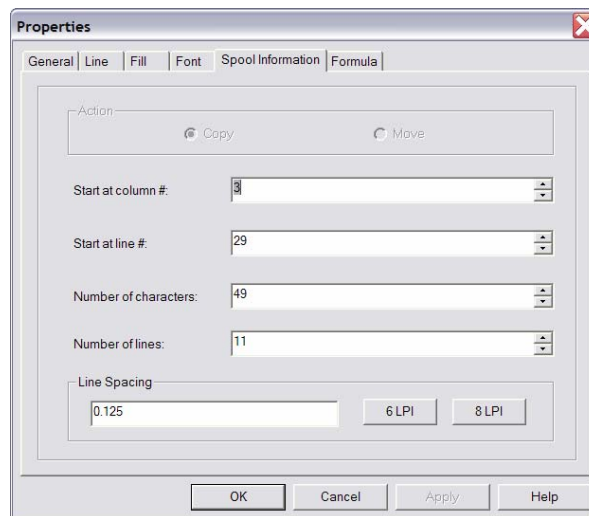 Properties
General Line Fill Font Spool Information Formula
Action
Copy Move
Start at column #: 3
Start at line #: 29
Number of characters: 49
Number of lines: 11
Line Spacing
0.125 6 LPI 8 LPI
OK Cancel Apply Help